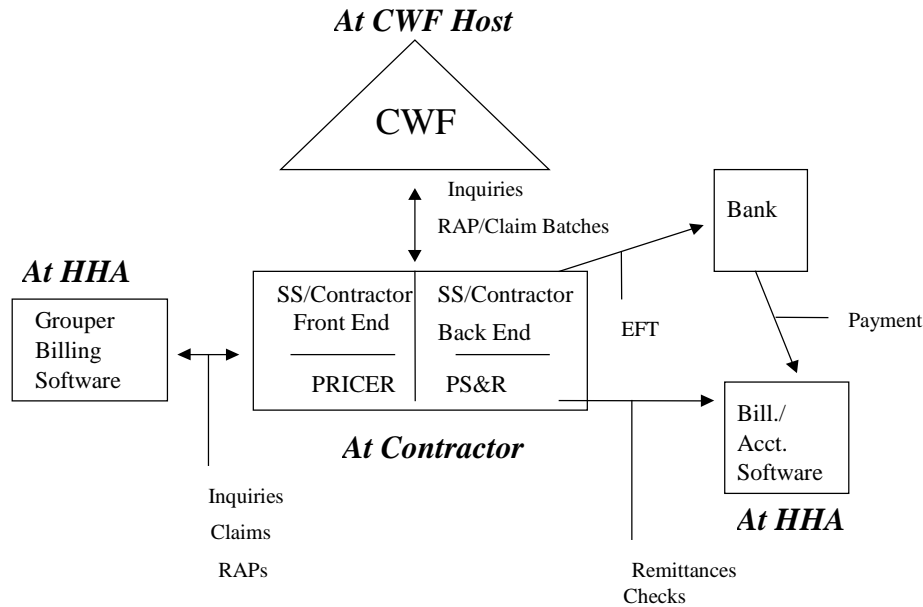 At CWF Host
CWF
Inquiries
RAP/Claim Batches
Bank
At HHA
Grouper
Billing
Software
SS/Contractor
Front End
PRICER
SS/Contractor
Back End
PS&R
EFT
Payment
At Contractor
Bill./
Acct.
Software
At HHA
Inquiries
Claims
RAPs
Remittances
Checks